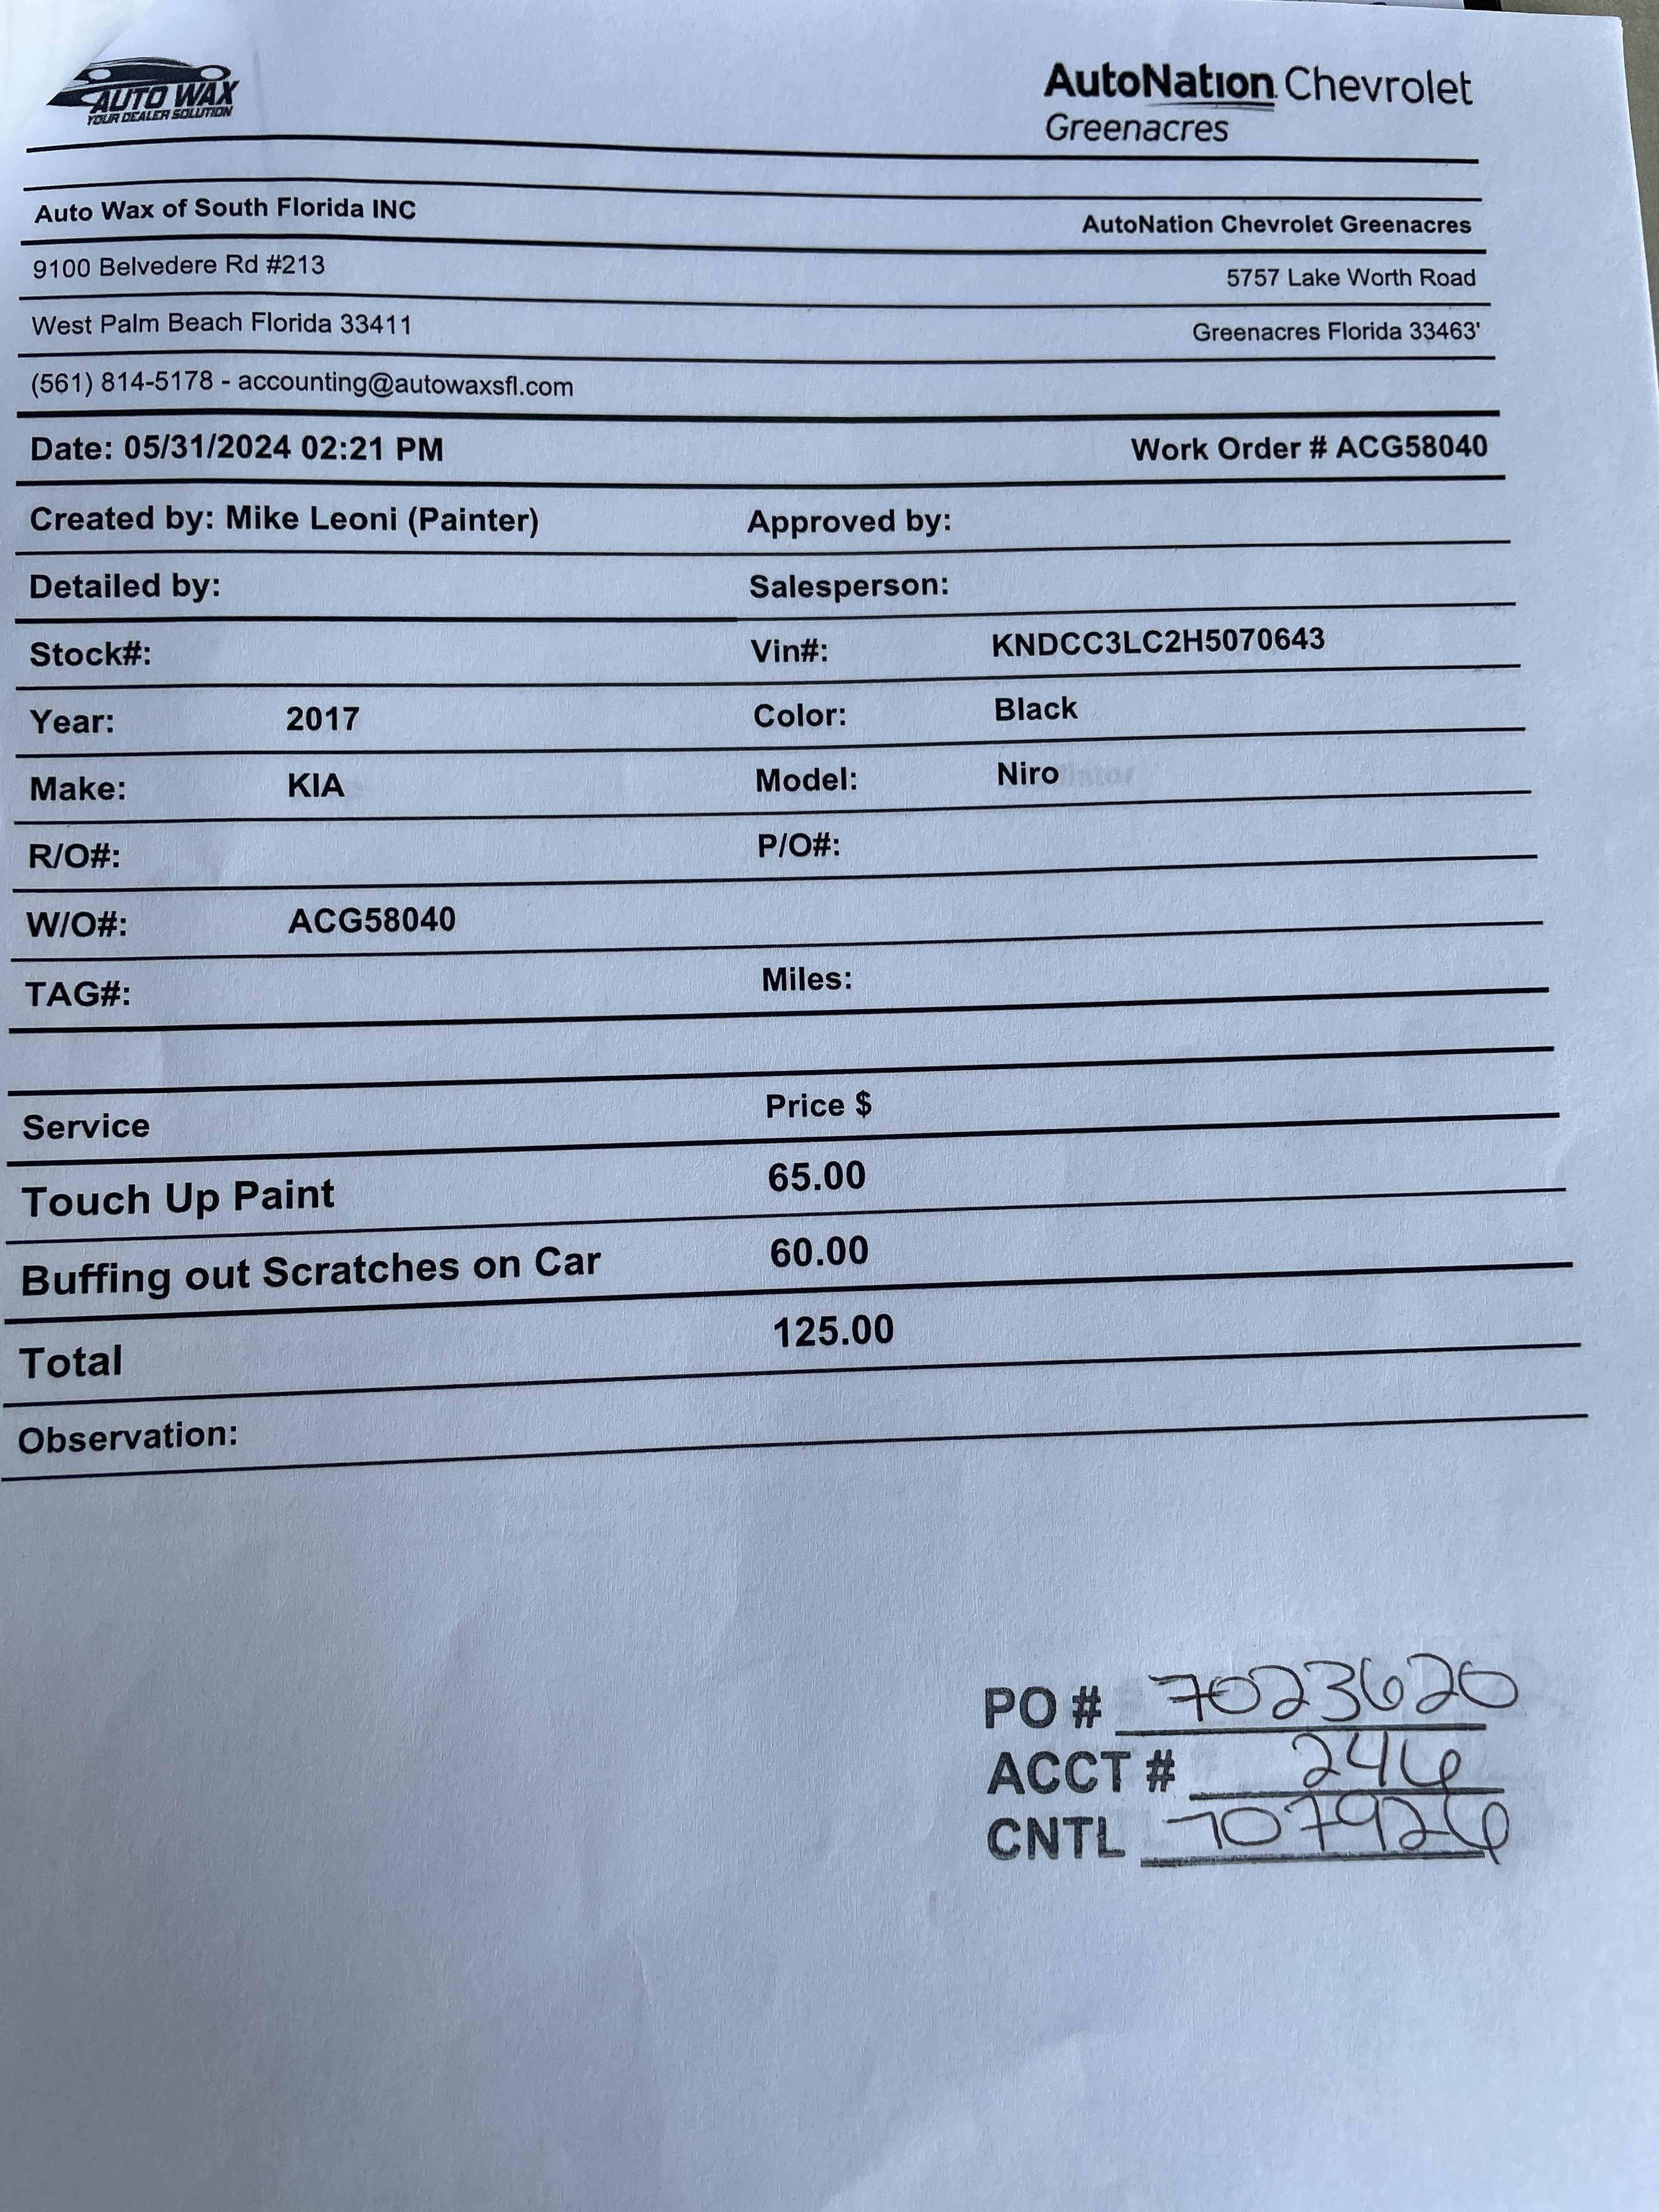 AUTO WAX
YOUR DEALER SOLUTION
AutoNation Chevrolet
Greenacres
Auto Wax of South Florida INC
AutoNation Chevrolet Greenacres
9100 Belvedere Rd #213
5757 Lake Worth Road
West Palm Beach Florida 33411
Greenacres Florida 33463'
(561) 814-5178 - accounting@autowaxsfl.com
Date: 05/31/2024 02:21 PM
Work Order # ACG58040
Created by: Mike Leoni (Painter)
Approved by:
Detailed by:
Salesperson:
Stock#:
Vin#: KNDCC3LC2H5070643
Year: 2017
Color: Black
Make: KIA
Model: Niro
R/O#:
P/O#:
W/O#: ACG58040
TAG#:
Miles:
Service Price $
Touch Up Paint 65.00
Buffing out Scratches on Car 60.00
Total 125.00
Observation:
PO # 7023620
ACCT # 246
CNTL 707926